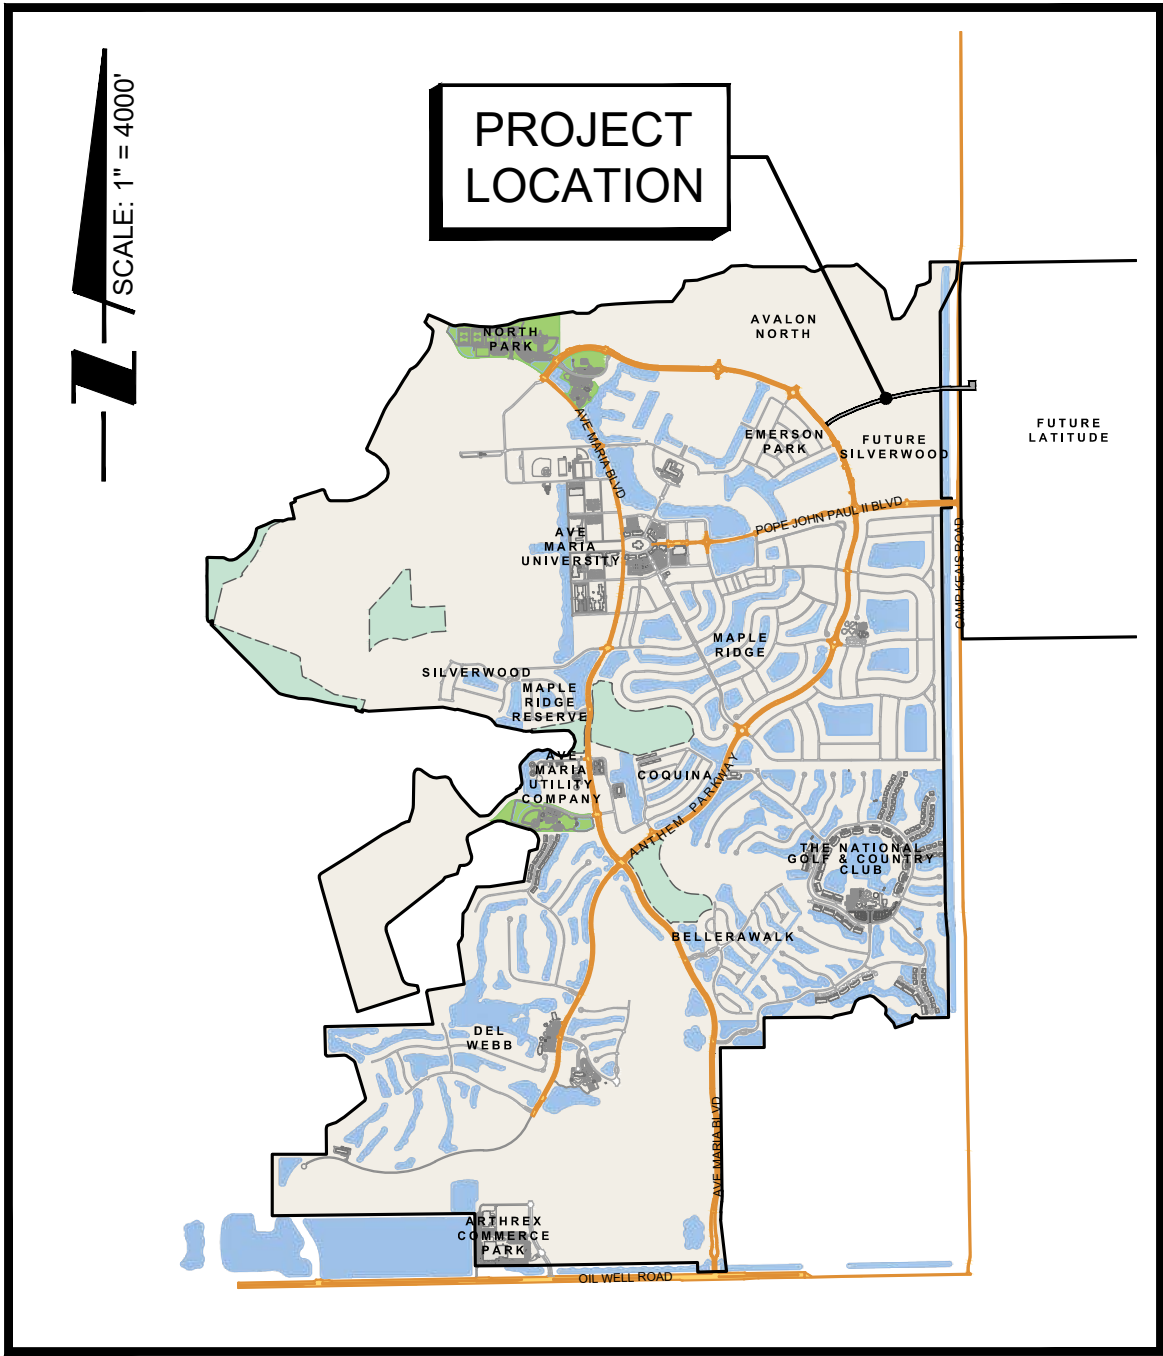 SCALE: 1" = 4000'
PROJECT
LOCATION
AVALON
NORTH
NORTH
PARK
AVE MARIA BLVD
EMERSON
PARK
FUTURE
SILVERWOOD
FUTURE
LATITUDE
POPE JOHN PAUL II BLVD
AVE
MARIA
UNIVERSITY
CAMP KEAIS ROAD
MAPLE
RIDGE
SILVERWOOD
MAPLE
RIDGE
RESERVE
AVE
MARIA
UTILITY
COMPANY
COQUINA
ANTHEM PARKWAY
THE NATIONAL
GOLF & COUNTRY
CLUB
BELLERAWALK
DEL
WEBB
AVE MARIA BLVD
ARTHREX
COMMERCE
PARK
OIL WELL ROAD